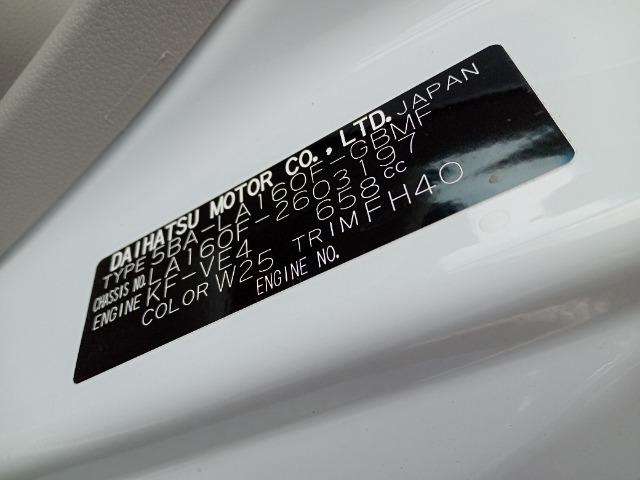 DAIHATSU MOTOR CO., LTD. JAPAN
TYPE 5BA-LA160F-GBMF
CHASSIS NO. LA160F-2603197
ENGINE KF-VE4 658cc
COLOR W25 TRIM FH40
ENGINE NO.